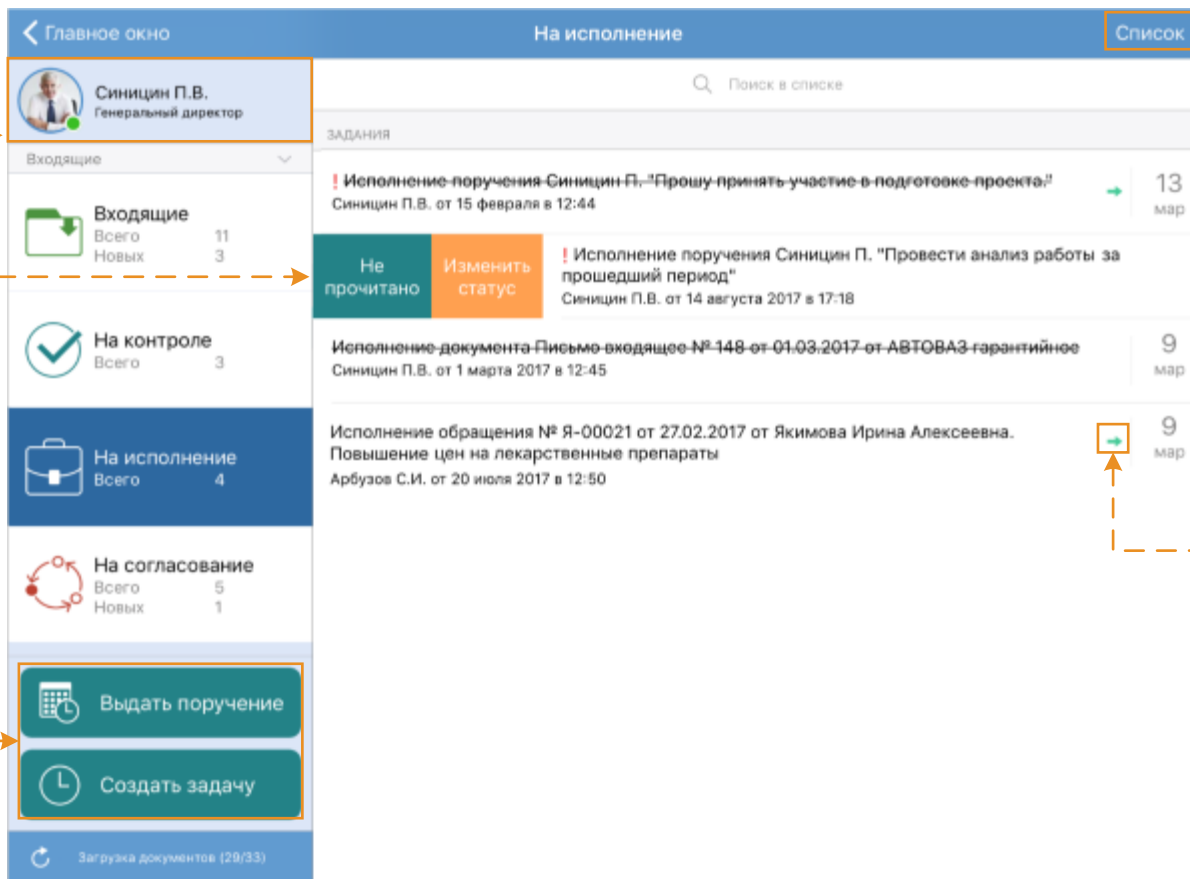 Главное окно
На исполнение
Список
Синицин П.В.
Генеральный директор
Входящие
Входящие
Всего 11
Новых 3
На контроле
Всего 3
На исполнение
Всего 4
На согласование
Всего 5
Новых 1
Выдать поручение
Создать задачу
Загрузка документов (29/33)
Поиск в списке
ЗАДАНИЯ
! Исполнение поручения Синицин П. "Прошу принять участие в подготовке проекта."
Синицин П.В. от 15 февраля в 12:44
13
мар
Не
прочитано
Изменить
статус
! Исполнение поручения Синицин П. "Провести анализ работы за
прошедший период"
Синицин П.В. от 14 августа 2017 в 17:18
Исполнение документа Письмо входящее № 148 от 01.03.2017 от АВТОВАЗ гарантийное
Синицин П.В. от 1 марта 2017 в 12:45
9
мар
Исполнение обращения № Я-00021 от 27.02.2017 от Якимова Ирина Алексеевна.
Повышение цен на лекарственные препараты
Арбузов С.И. от 20 июля 2017 в 12:50
9
мар